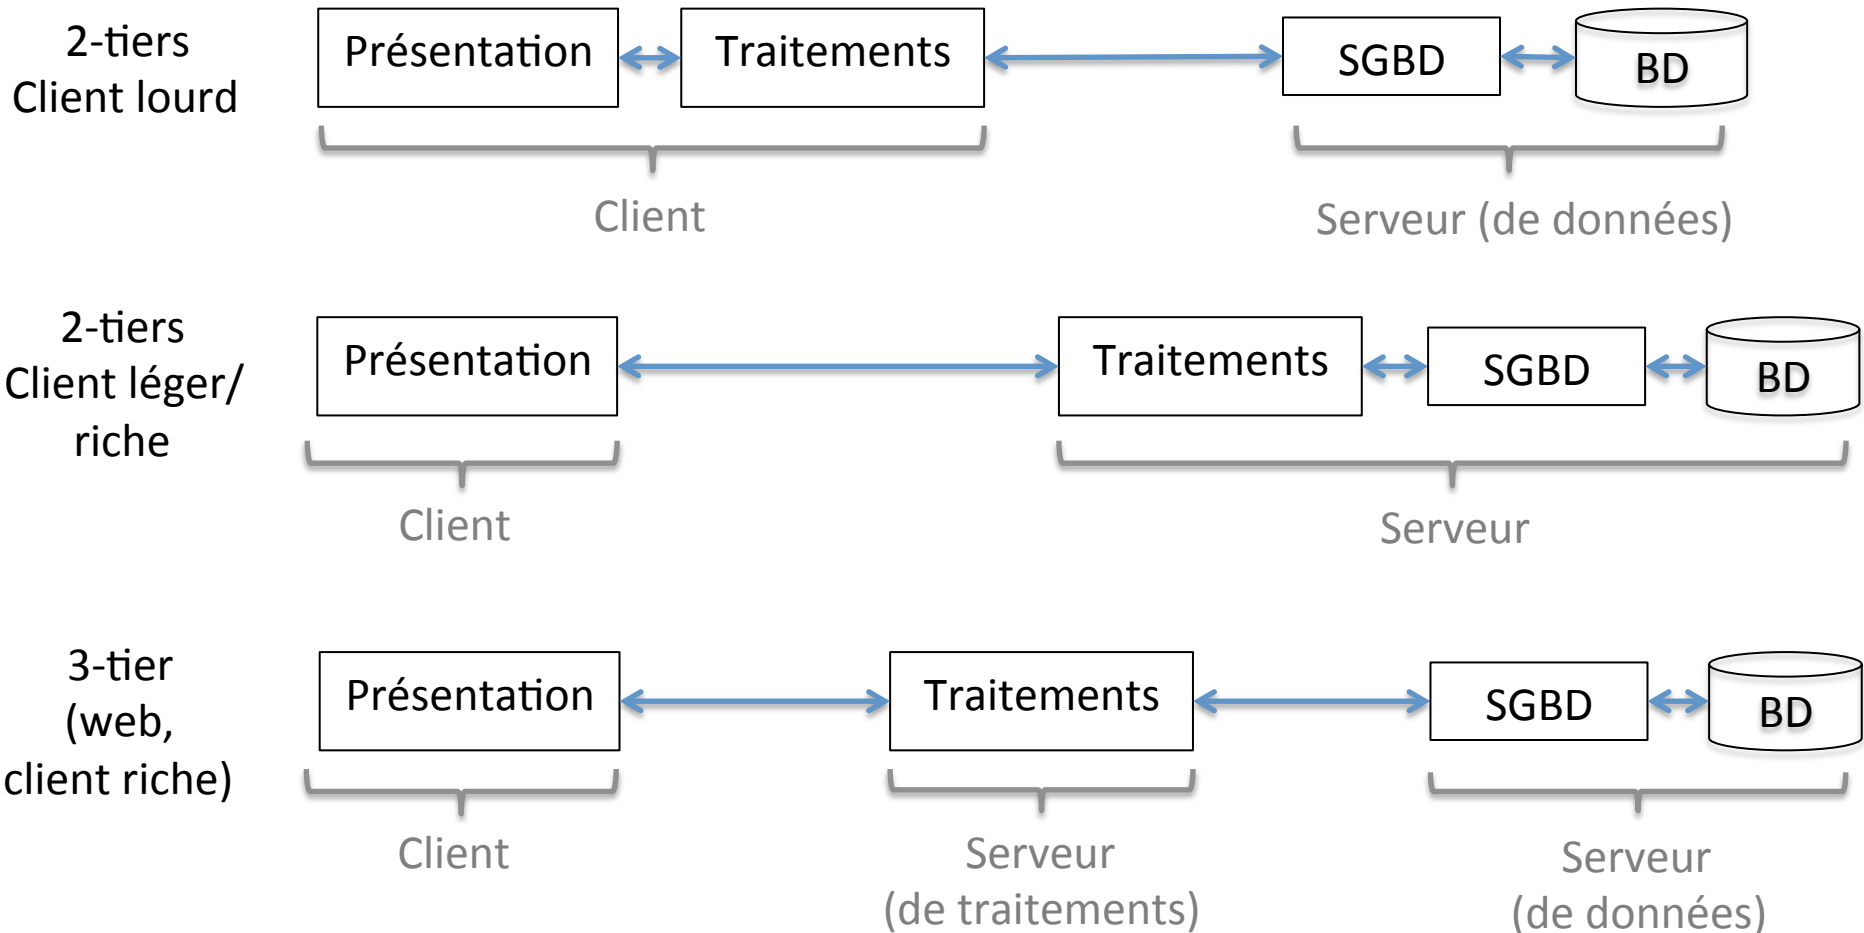 2-tiers
Client lourd
Présentation
Traitements
SGBD
BD
Client
Serveur (de données)
2-tiers
Client léger/
riche
Présentation
Traitements
SGBD
BD
Client
Serveur
3-tier
(web,
client riche)
Présentation
Traitements
SGBD
BD
Client
Serveur
(de traitements)
Serveur
(de données)